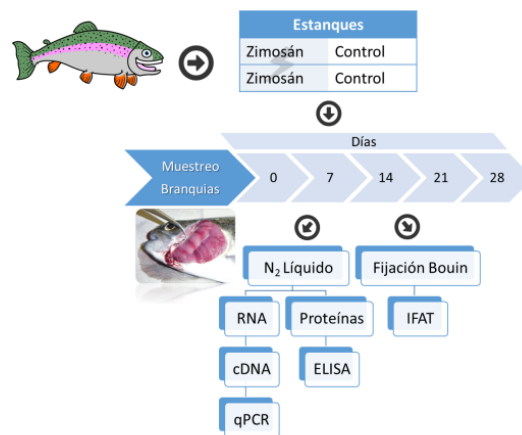 Estanques
Zimosán Control
Zimosán Control
Días
Muestreo
Branquias
0 7 14 21 28
N₂ Líquido
Fijación Bouin
RNA
Proteínas
IFAT
cDNA
ELISA
qPCR